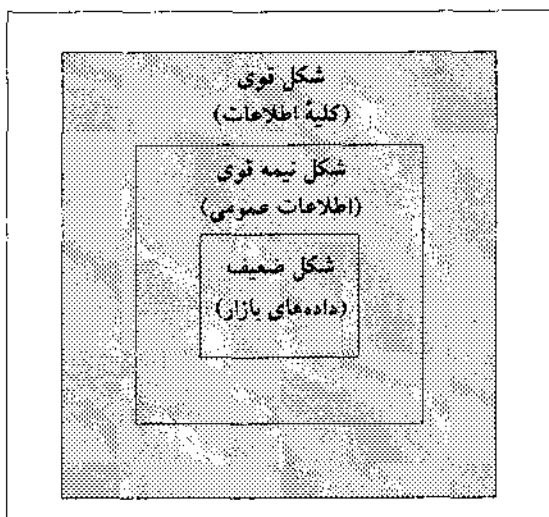 شکل قوی
(کلیهٔ اطلاعات)
شکل نیمه قوی
(اطلاعات عمومی)
شکل ضعیف
(داده‌های بازار)